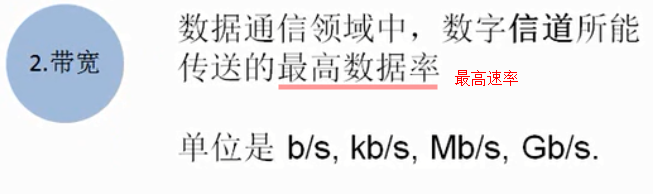 2.带宽
数据通信领域中，数字信道所能
传送的最高数据率
最高速率
单位是 b/s, kb/s, Mb/s, Gb/s.